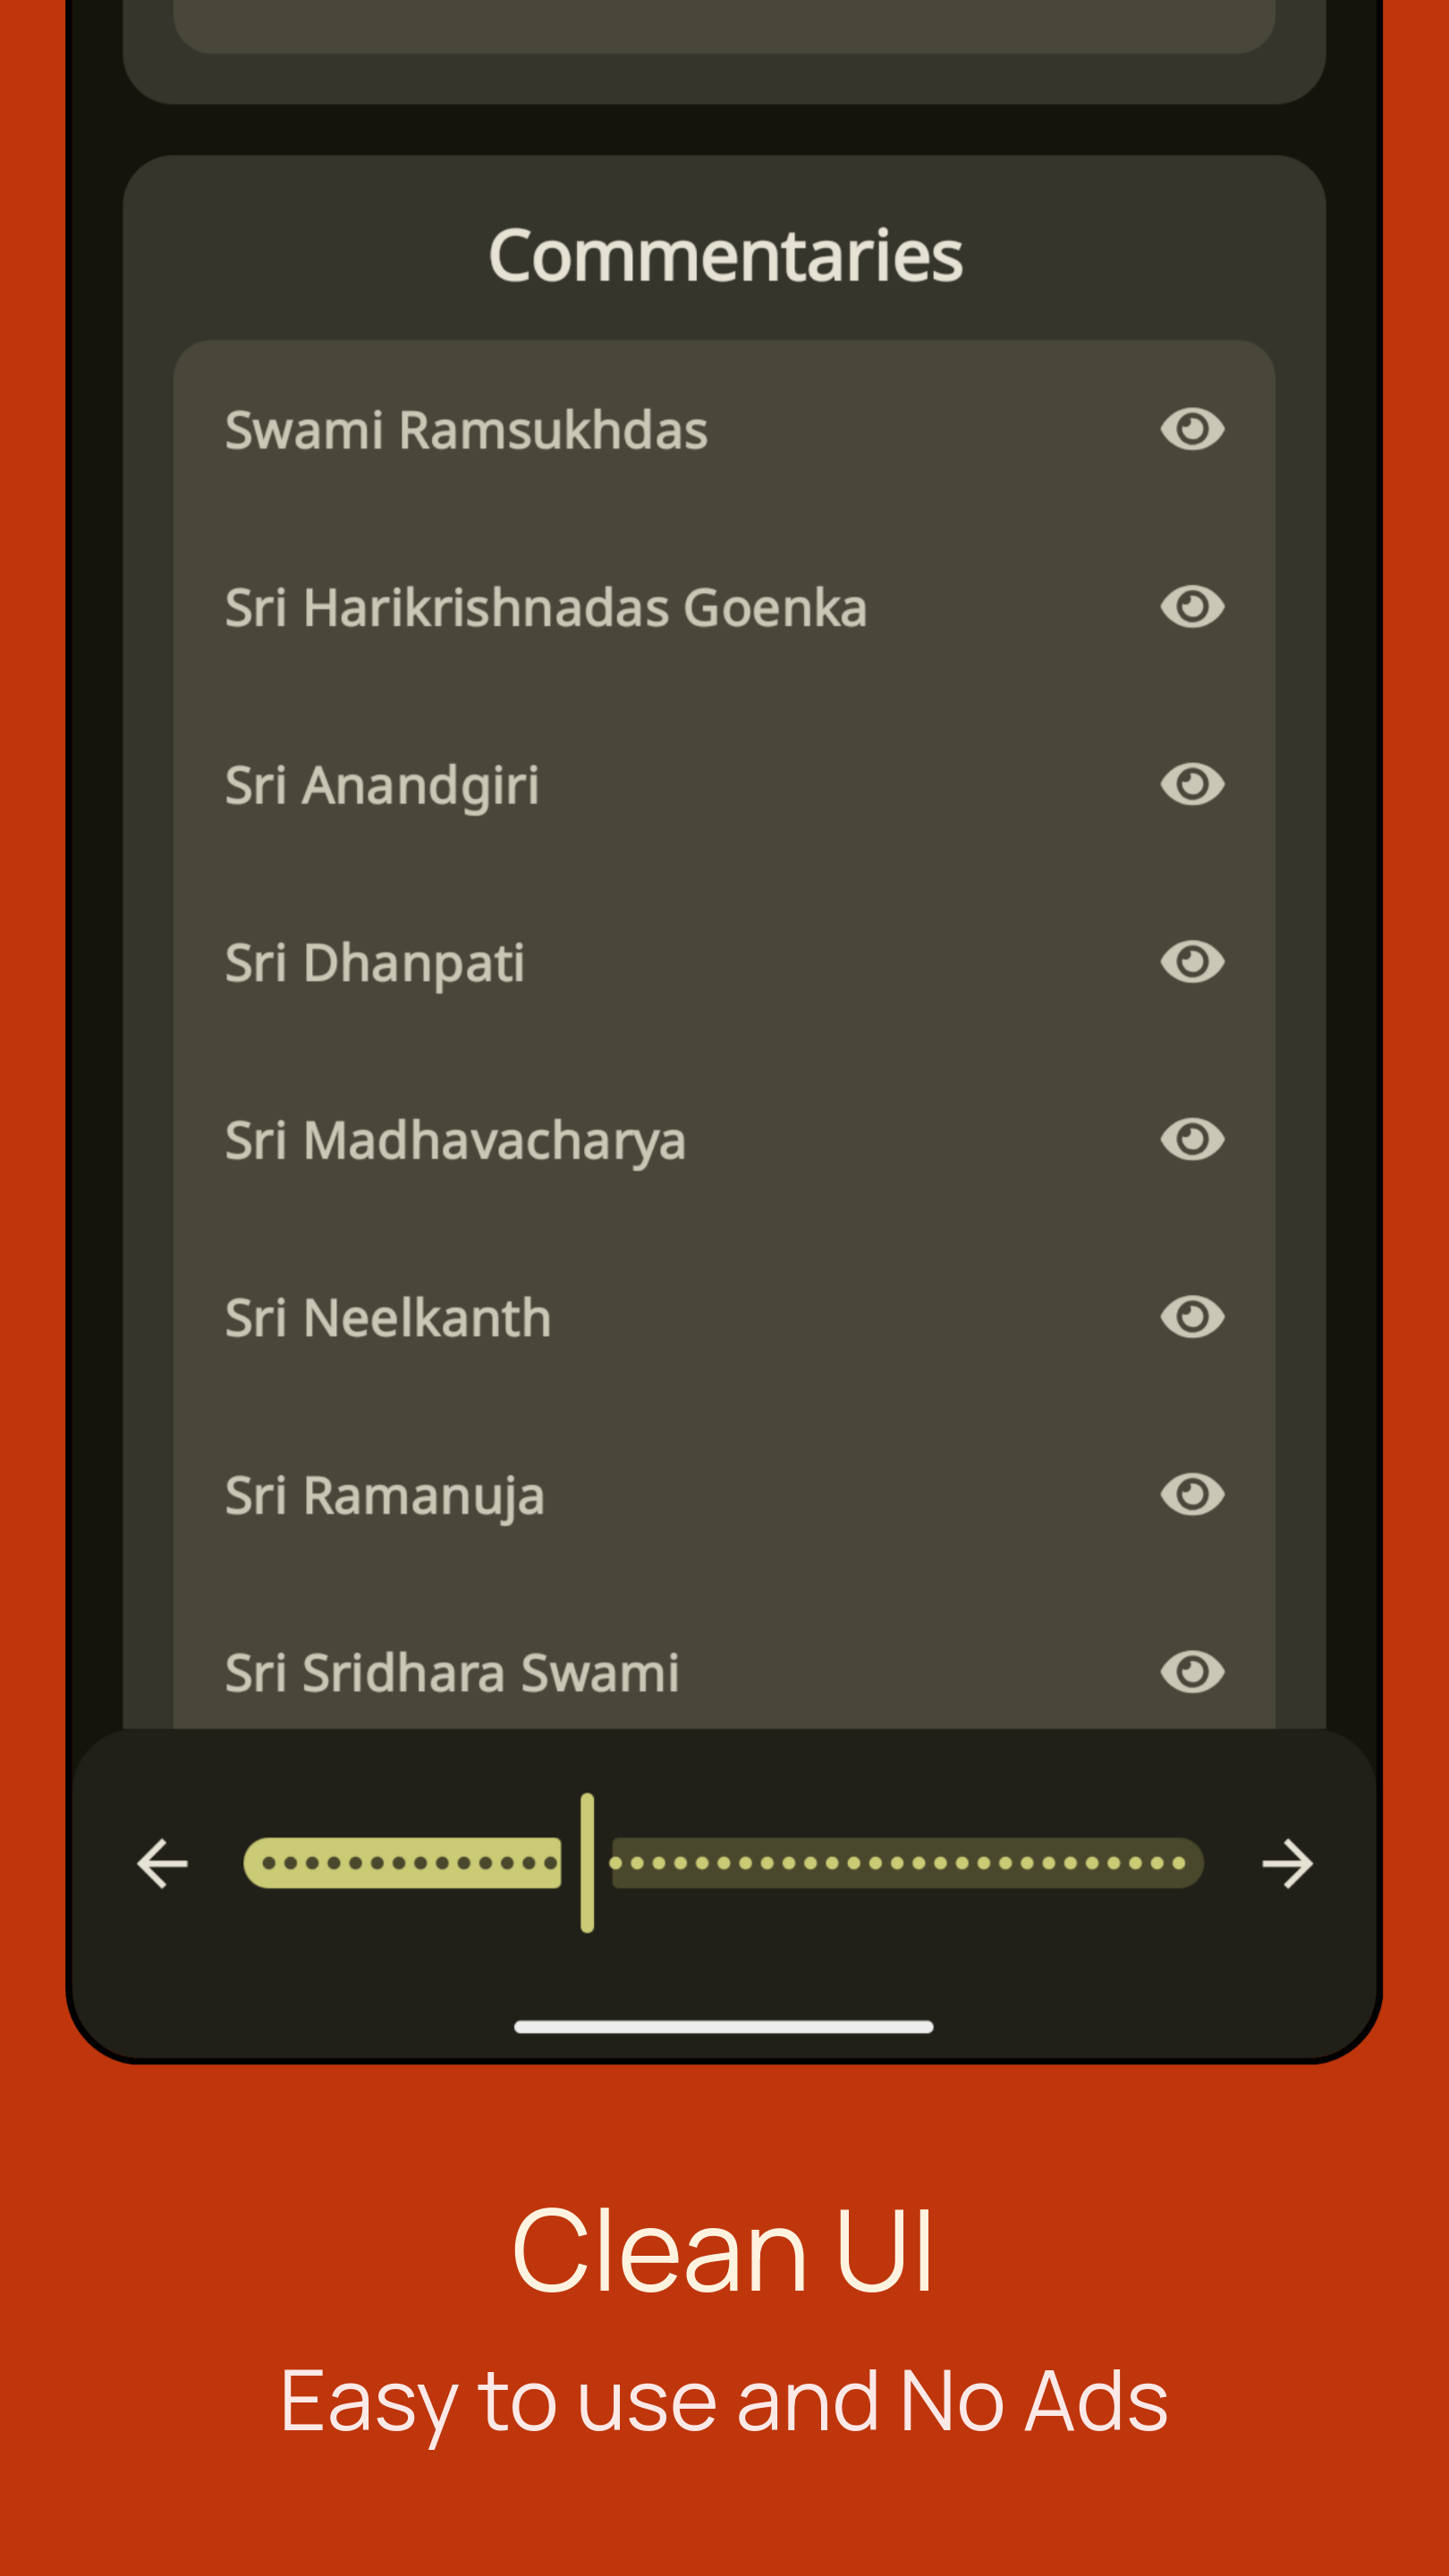 Commentaries
Swami Ramsukhdas
Sri Harikrishnadas Goenka
Sri Anandgiri
Sri Dhanpati
Sri Madhavacharya
Sri Neelkanth
Sri Ramanuja
Sri Sridhara Swami
Clean UI
Easy to use and No Ads